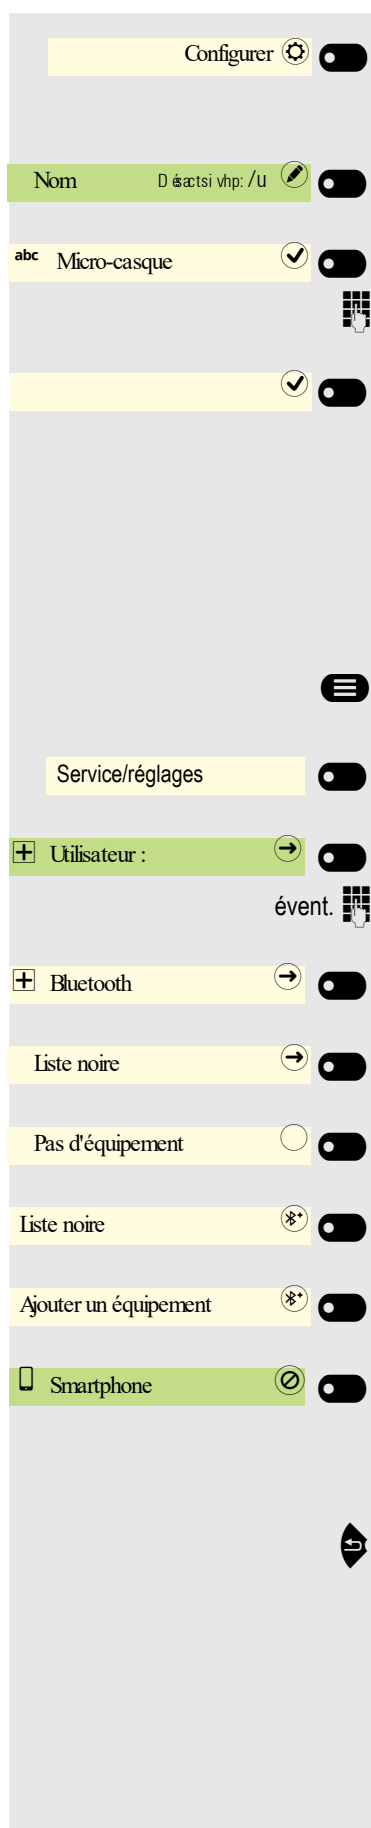 Configurer
Nom
abc Micro-casque
Service/réglages
Utilisateur :
évent.
Bluetooth
Liste noire
Pas d'équipement
Liste noire
Ajouter un équipement
Smartphone